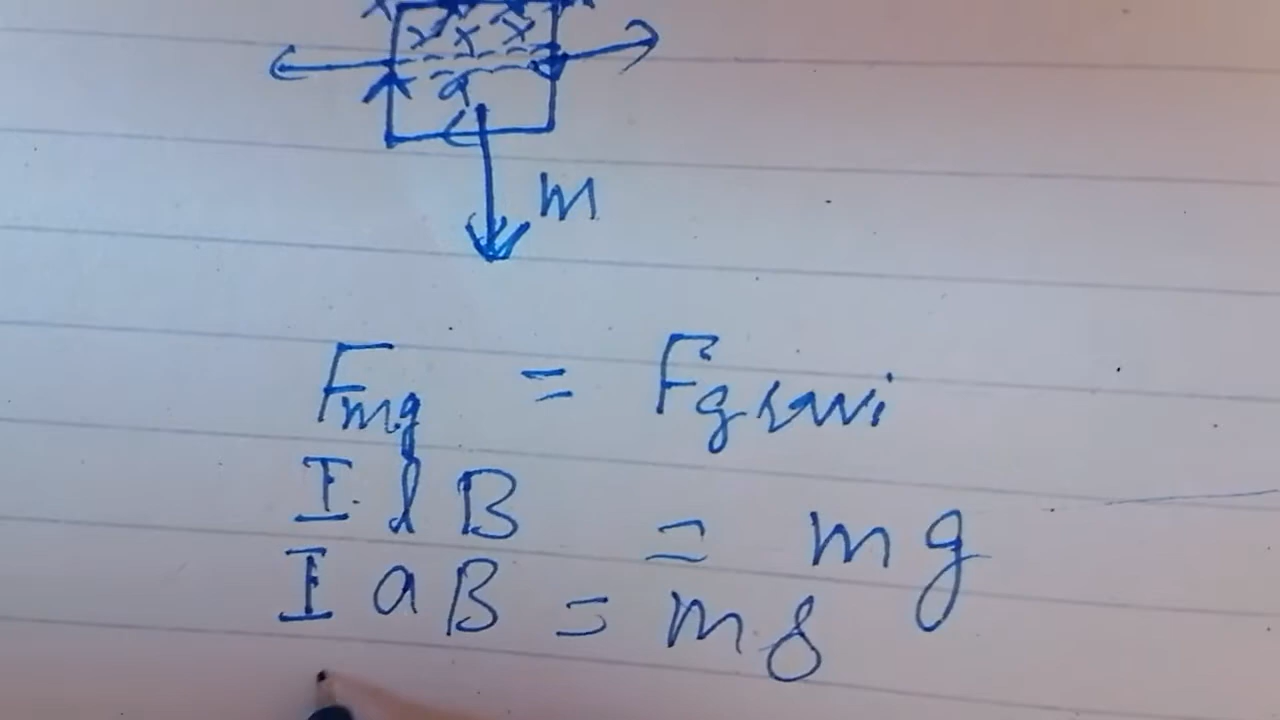 x x x
a
m
Fmg = Fgravi
I l B = mg
I a B = mg